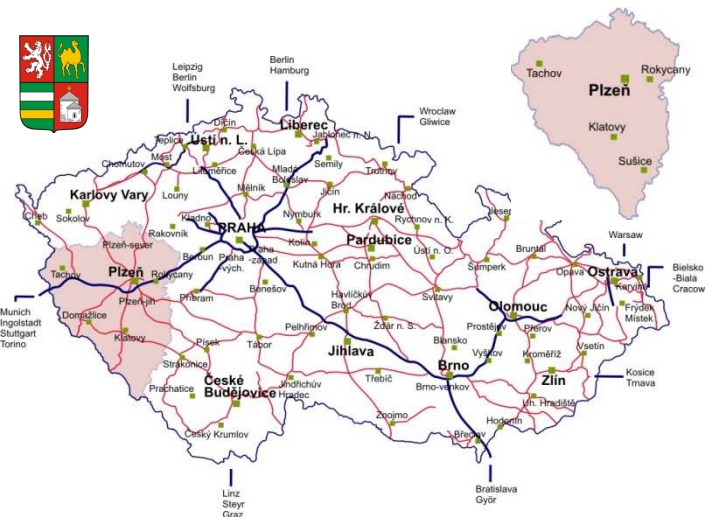 Leipzig
Berlin
Wolfsburg
Berlin
Hamburg
Wroclaw
Gliwice
Tachov
Rokycany
Plzeň
Klatovy
Sušice
Děčín
Teplice
Ústí n. L.
Liberec
Jablonec n. N.
Chomutov
Most
Litoměřice
Česká Lípa
Semily
Trutnov
Mladá
Boleslav
Jičín
Karlovy Vary
Louny
Mělník
Náchod
Cheb
Sokolov
Kladno
Nymburk
Hr. Králové
Rychnov n. K.
Jesen
Rakovník
PRAHA
Plzeň-sever
Beroun
Praha
-vých.
Praha
-západ
Kolín
Kutná Hora
Pardubice
Chrudim
Ústí n. O.
Šumperk
Bruntál
Opava
Ostrava
Karviná
Warsaw
Bielsko
-Biala
Cracow
Tachov
Plzeň
Rokycany
Plzeň-jih
Příbram
Benešov
Havlíčkův
Brod
Svitavy
Olomouc
Nový Jičín
Frýdek
Místek
Munich
Ingolstadt
Stuttgart
Torino
Domažlice
Klatovy
Písek
Tábor
Pelhřimov
Žďár n. S.
Jihlava
Blansko
Prostějov
Přerov
Vyškov
Kroměříž
Vsetín
Strakonice
Prachatice
České
Budějovice
Jindřichův
Hradec
Třebíč
Brno
Brno-venkov
Zlín
Kosice
Trnava
Uh. Hradiště
Český Krumlov
Znojmo
Hodonín
Břeclav
Linz
Steyr
Graz
Bratislava
Györ